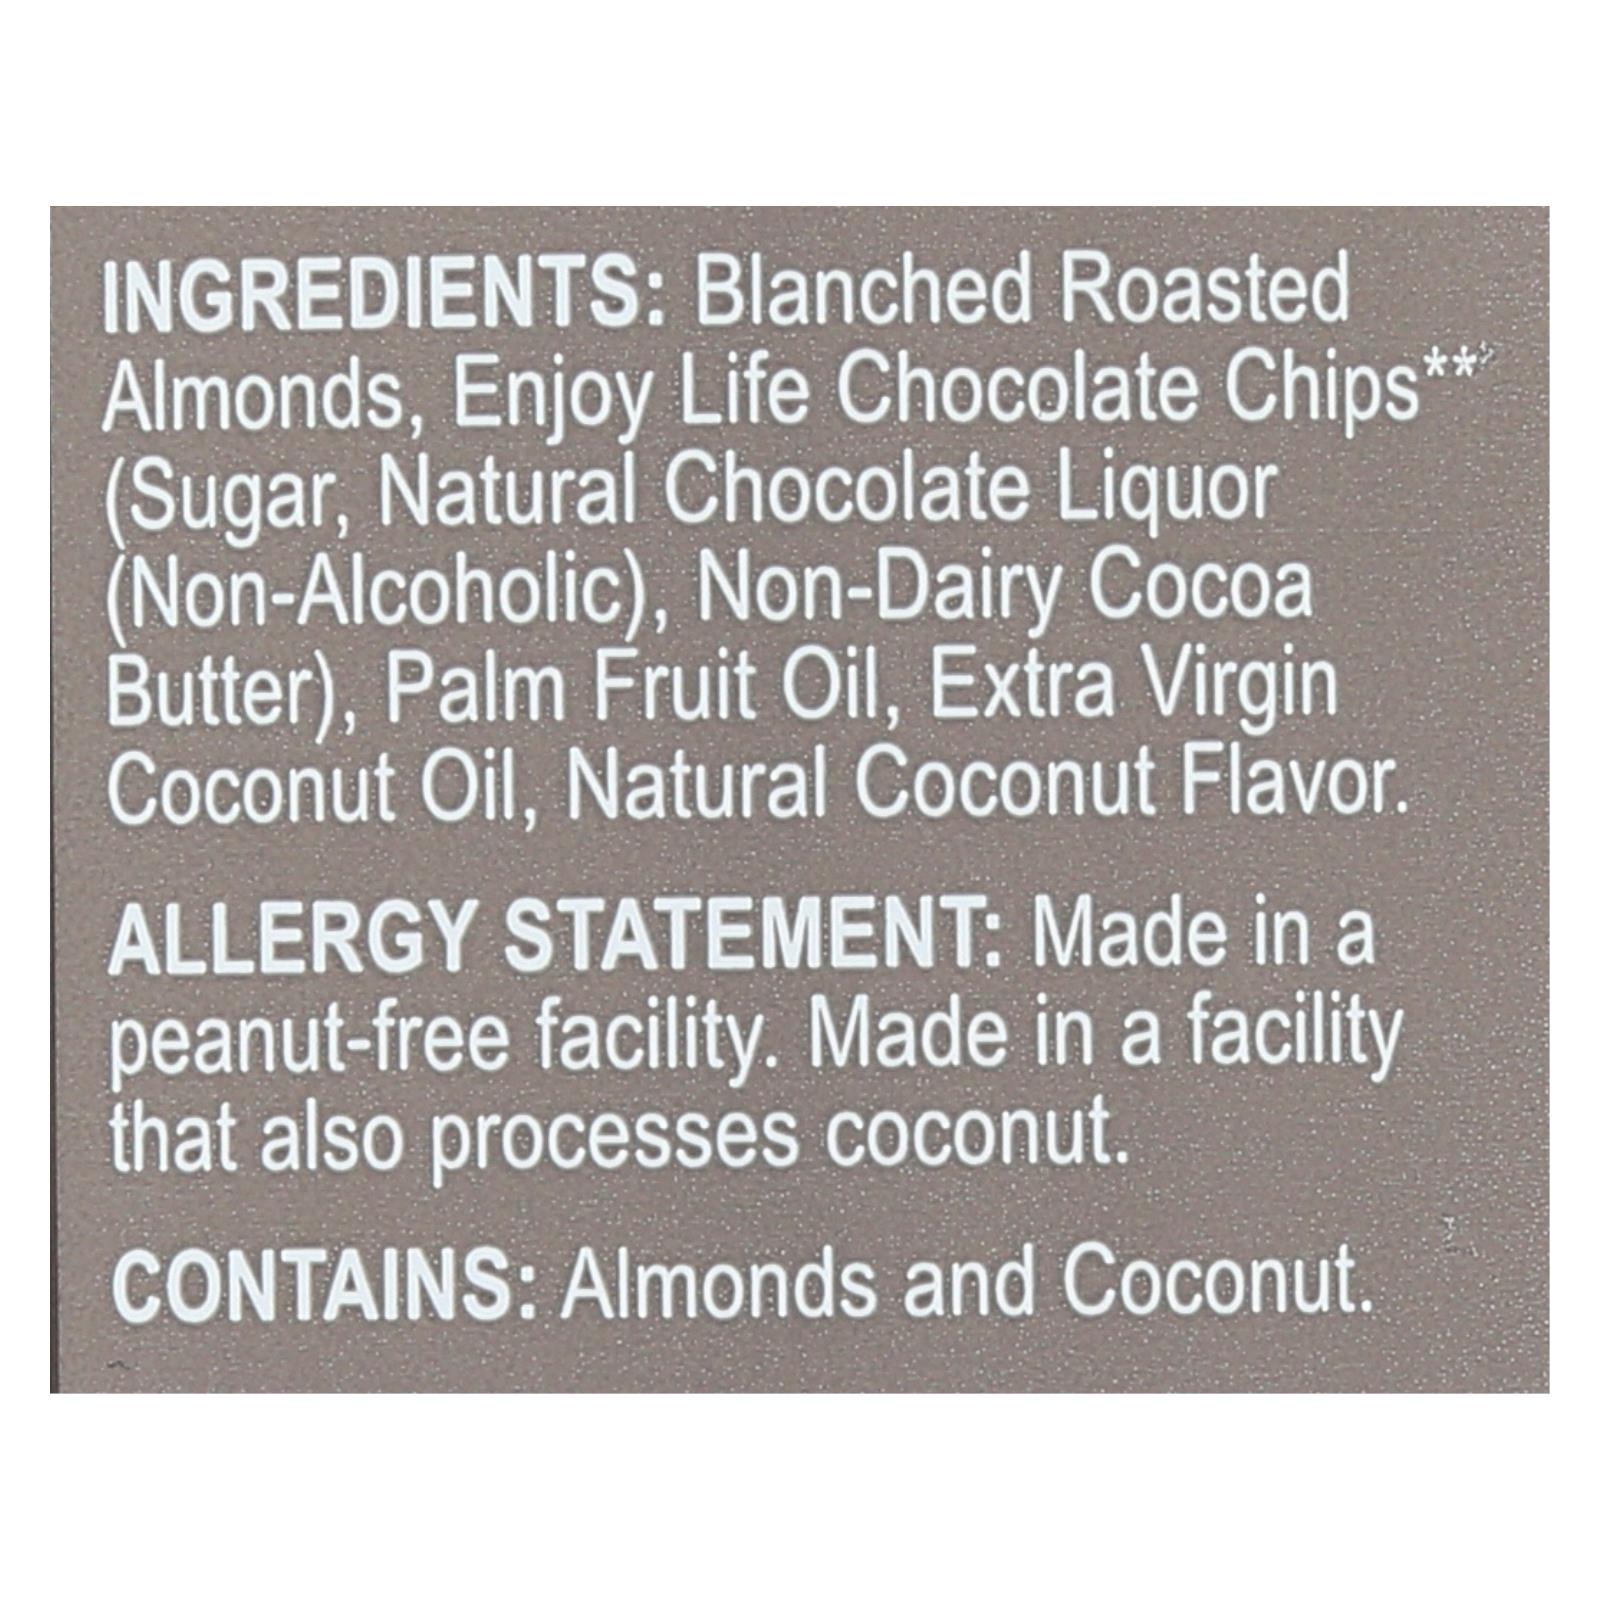 INGREDIENTS: Blanched Roasted
Almonds, Enjoy Life Chocolate Chips**
(Sugar, Natural Chocolate Liquor
(Non-Alcoholic), Non-Dairy Cocoa
Butter), Palm Fruit Oil, Extra Virgin
Coconut Oil, Natural Coconut Flavor.
ALLERGY STATEMENT: Made in a
peanut-free facility. Made in a facility
that also processes coconut.
CONTAINS: Almonds and Coconut.